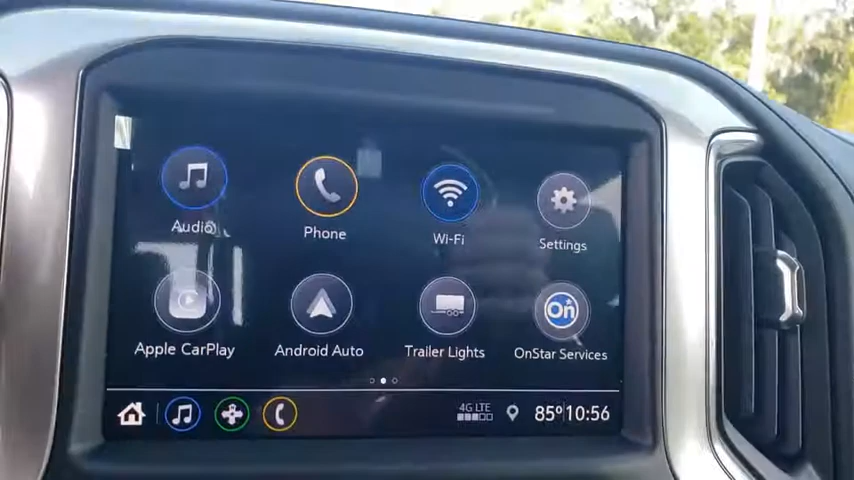 Audio Phone Wi-Fi Settings
Apple CarPlay Android Auto Trailer Lights OnStar Services
On
4G LTE
85° 10:56